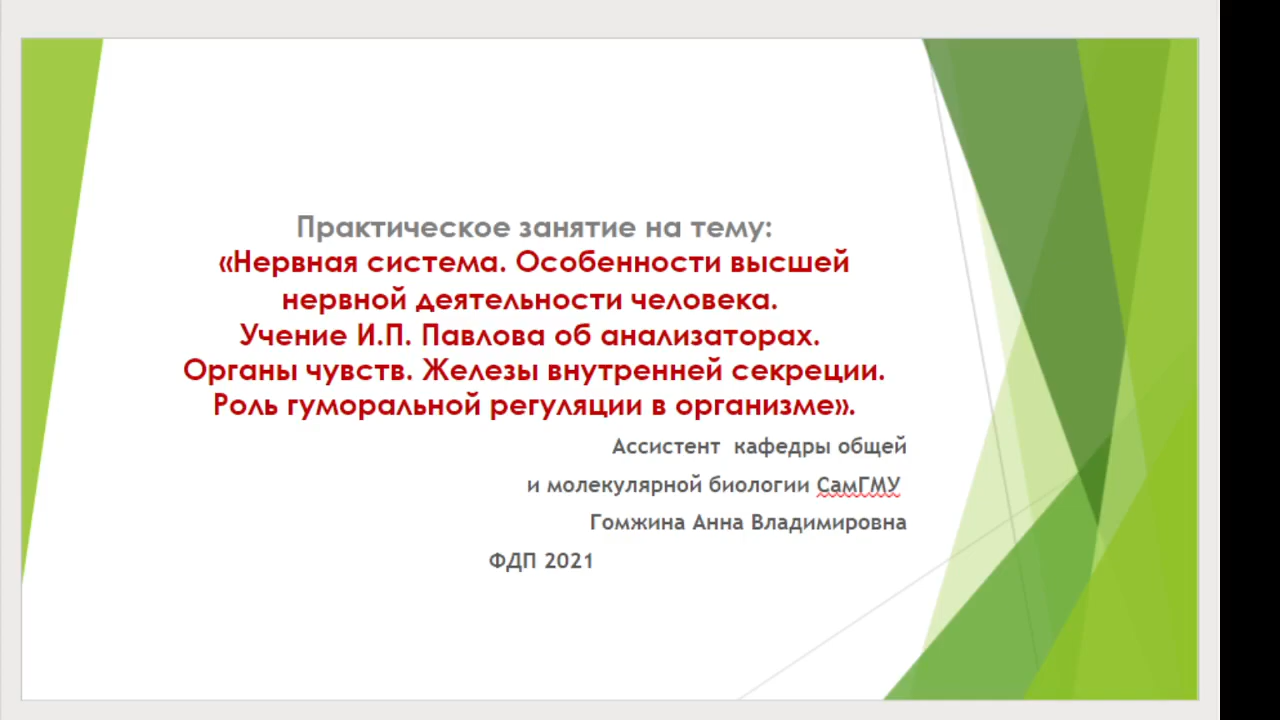 Практическое занятие на тему:
«Нервная система. Особенности высшей
нервной деятельности человека.
Учение И.П. Павлова об анализаторах.
Органы чувств. Железы внутренней секреции.
Роль гуморальной регуляции в организме».
Ассистент кафедры общей
и молекулярной биологии СамГМУ
Гомжина Анна Владимировна
ФДП 2021